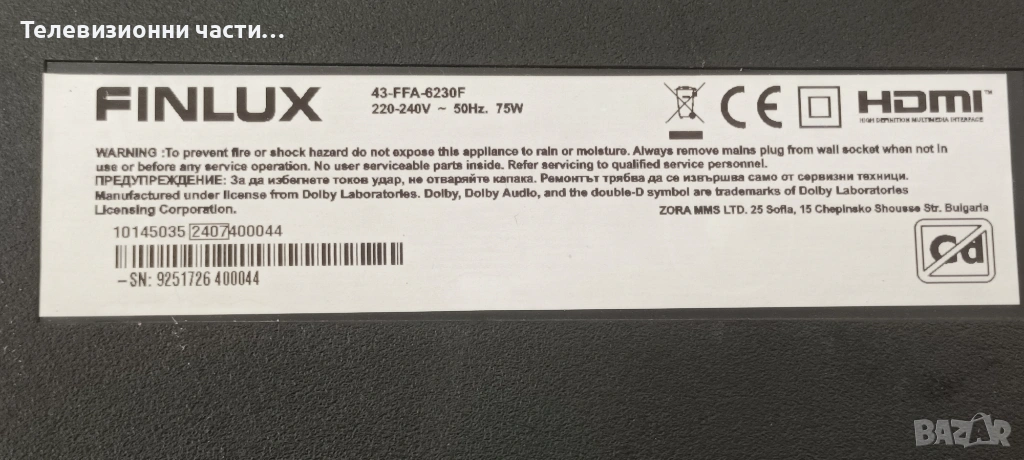 Телевизионни части...
FINLUX
43-FFA-6230F
220-240V ~ 50Hz. 75W
CE
HDMI™
HIGH DEFINITION MULTIMEDIA INTERFACE
WARNING :To prevent fire or shock hazard do not expose this appliance to rain or moisture. Always remove mains plug from wall socket when not in
use or before any service operation. No user serviceable parts inside. Refer servicing to qualified service personnel.
ПРЕДУПРЕЖДЕНИЕ: За да избегнете токов удар, не отваряйте капака. Ремонтът трябва да се извършва само от сервизни техници.
Manufactured under license from Dolby Laboratories. Dolby, Dolby Audio, and the double-D symbol are trademarks of Dolby Laboratories
Licensing Corporation.
ZORA MMS LTD. 25 Sofia, 15 Chepinsko Shousse Str. Bulgaria
10145035 2407400044
Pb
–SN: 9251726 400044
BAZAR